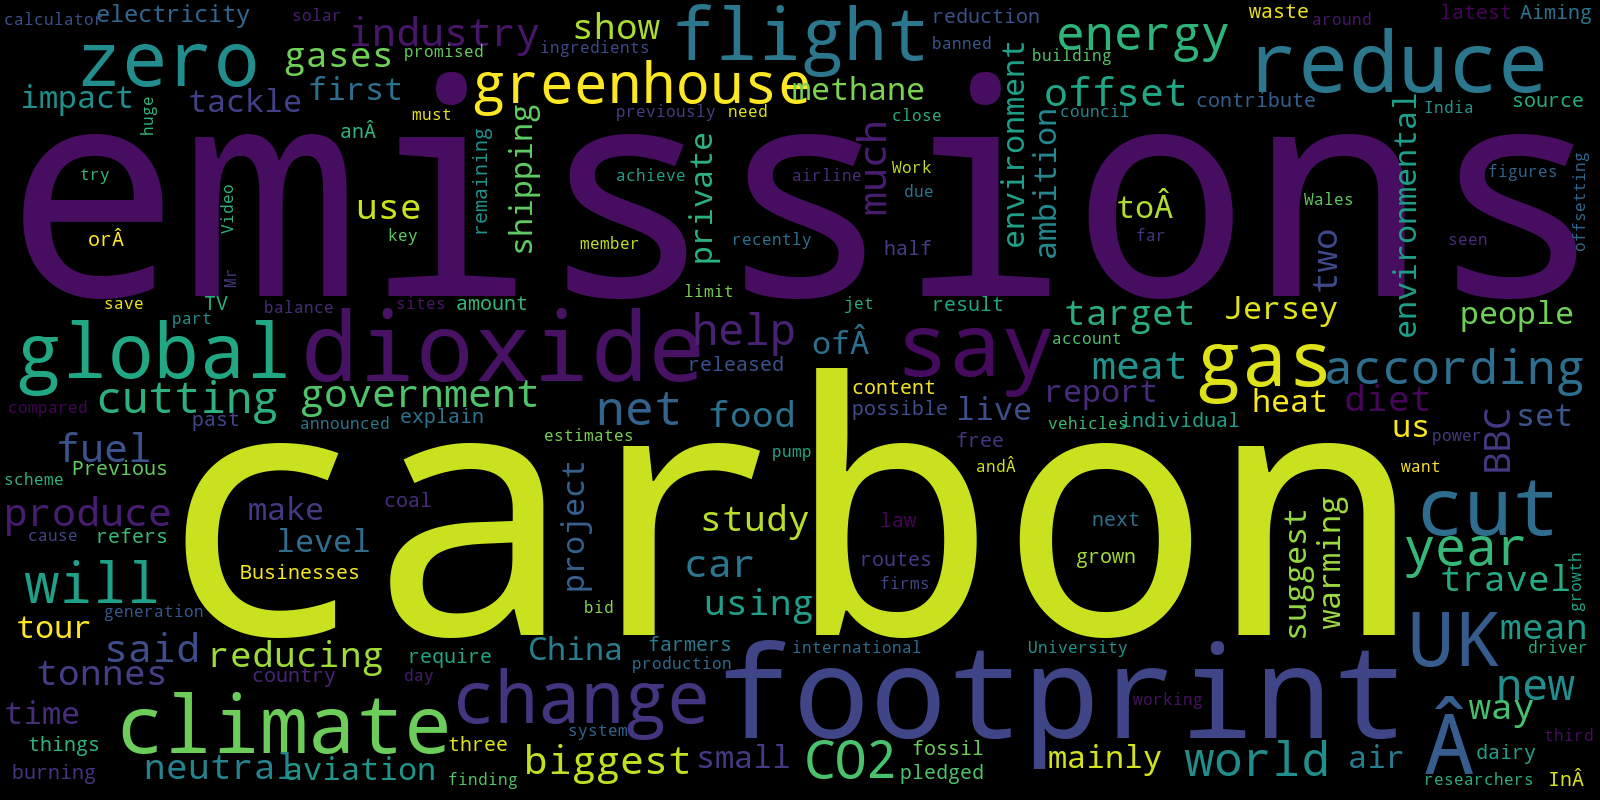 calculator electricity solar industry show flight reduction waste around latest Aiming
zero gases promised ingredients banned energy building reduce
impact tackle first greenhouse methane offset contribute India source
huge anÂ must previously need close council
emissions
try Video remaining shipping achieve private airline much Work due environment ambition toÂ Wales environmental figures offsetting
orÂ Mr use key member recently half far two seen
save TV balance sites amount limit jet result target Jersey people
part global dioxide help released ofÂ say account meat gas according
compared cutting government net food content possible live report heat diet BBC set
past announced explain estimates free vehicles individual us power
fuel Previous scheme pump andÂ want
carbon
produce make coal project study law next suggest warming cut
cause refers level car routes grown year
will Businesses using firms travel growth
generation bid
tour said reducing require China farmers production international University UK mean driver
tonnes country day change footprint working new
time climate system way Â third
things neutral aviation three finding biggest small CO2 fossil pledged mainly world air dairy
burning researchers InÂ